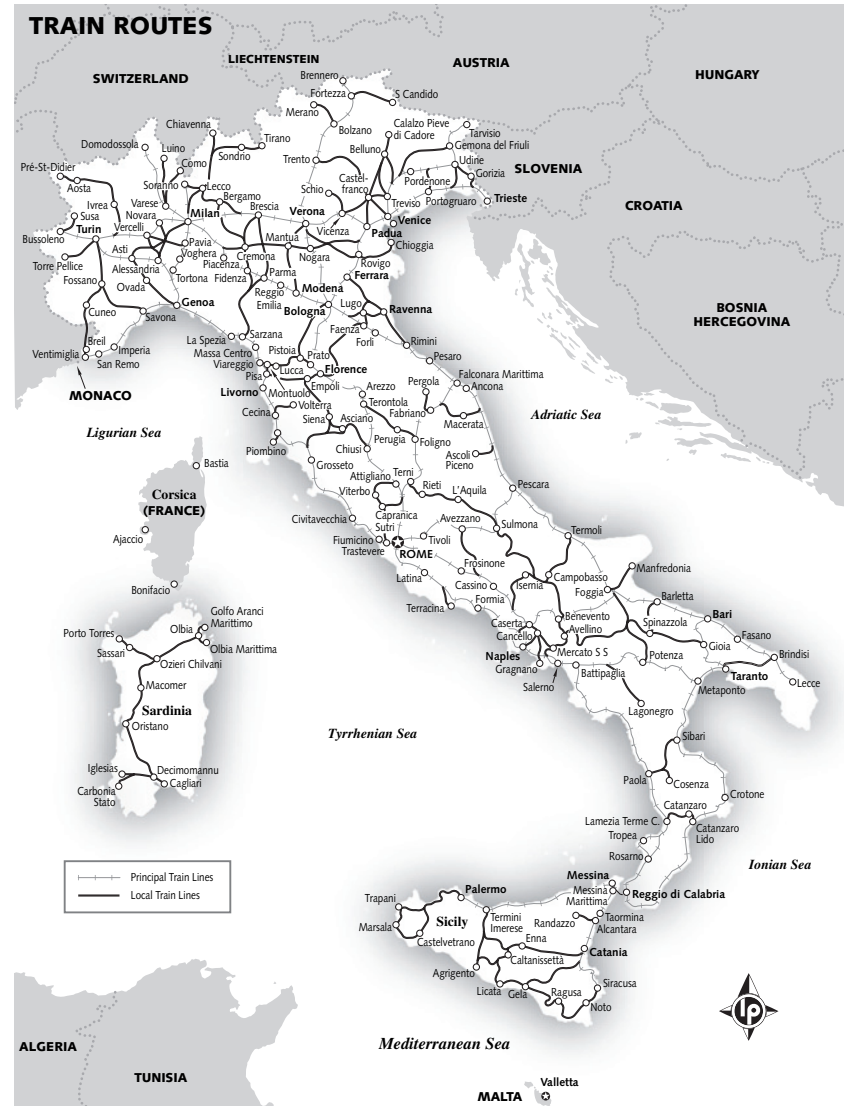 TRAIN ROUTES
SWITZERLAND
LIECHTENSTEIN
AUSTRIA
HUNGARY
SLOVENIA
CROATIA
BOSNIA
HERCEGOVINA
Brennero
Fortezza
S Candido
Merano
Bolzano
Calalzo Pieve
di Cadore
Tarvisio
Gemona del Friuli
Chiavenna
Tirano
Sondrio
Domodossola
Luino
Como
Trento
Belluno
Udine
Gorizia
Pré-St-Didier
Aosta
Soranno
Lecco
Bergamo
Schio
Castel-
franco
Pordenone
Portogruaro
Trieste
Ivrea
Varese
Brescia
Verona
Treviso
Susa
Novara
Milan
Vicenza
Venice
Bussoleno
Turin
Vercelli
Mantua
Padua
Chioggia
Asti
Pavia
Voghera
Cremona
Nogara
Rovigo
Torre Pellice
Alessandria
Piacenza
Parma
Ferrara
Fossano
Ovada
Tortona
Fidenza
Reggio
Emilia
Modena
Bologna
Lugo
Ravenna
Cuneo
Genoa
Savona
Faenza
Forli
Rimini
Breil
Imperia
La Spezia
Sarzana
Ventimiglia
San Remo
Massa Centro
Viareggio
Pistoia
Prato
Pesaro
MONACO
Pisa
Lucca
Florence
Falconara Marittima
Ancona
Livorno
Montuolo
Empoli
Arezzo
Pergola
Cecina
Volterra
Terontola
Fabriano
Siena
Asciano
Macerata
Adriatic Sea
Ligurian Sea
Perugia
Foligno
Piombino
Chiusi
Ascoli
Piceno
Grosseto
Attigliano
Terni
Bastia
Viterbo
Rieti
L'Aquila
Pescara
Corsica
(FRANCE)
Capranica
Sutri
Civitavecchia
Avezzano
Sulmona
Termoli
Ajaccio
Fiumicino
Trastevere
ROME
Tivoli
Frosinone
Manfredonia
Latina
Cassino
Isernia
Campobasso
Foggia
Bonifacio
Formia
Terracina
Barletta
Bari
Golfo Aranci
Marittimo
Benevento
Spinazzola
Porto Torres
Olbia
Caserta
Cancello
Avellino
Fasano
Sassari
Olbia Marittima
Gioia
Ozieri Chilvani
Naples
Mercato S S
Brindisi
Gragnano
Potenza
Salerno
Battipaglia
Taranto
Macomer
Metaponto
Lecce
Sardinia
Lagonegro
Oristano
Tyrrhenian Sea
Sibari
Iglesias
Decimomannu
Paola
Cosenza
Carbonia
Stato
Cagliari
Crotone
Catanzaro
Lamezia Terme C.
Catanzaro
Lido
Tropea
Rosarno
Ionian Sea
Principal Train Lines
Local Train Lines
Messina
Messina
Marittima
Reggio di Calabria
Trapani
Palermo
Marsala
Sicily
Termini
Imerese
Randazzo
Taormina
Alcantara
Castelvetrano
Enna
Catania
Caltanissettà
Agrigento
Licata
Gela
Ragusa
Siracusa
Noto
lp
ALGERIA
TUNISIA
Mediterranean Sea
MALTA
Valletta